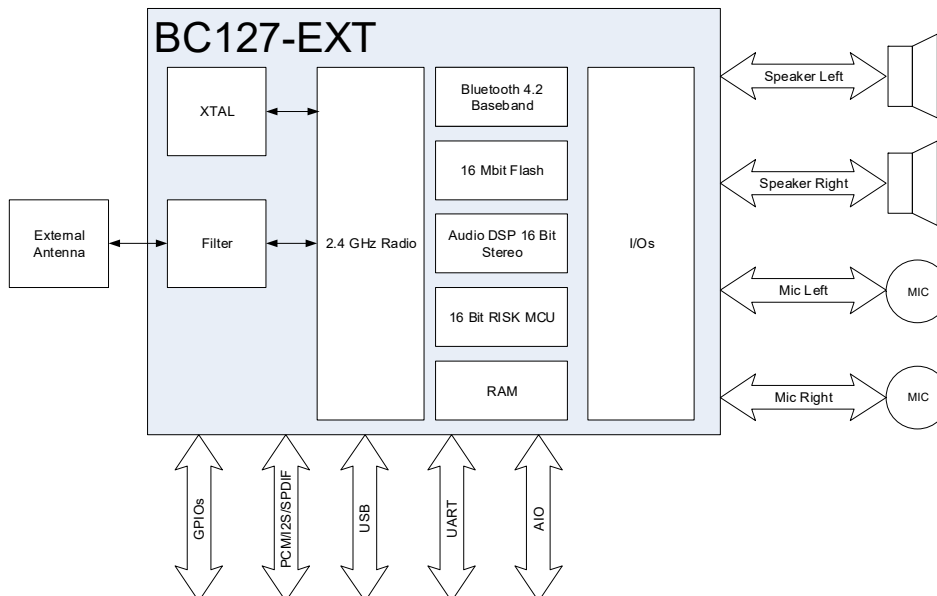 BC127-EXT
XTAL
External
Antenna
Filter
2.4 GHz Radio
Bluetooth 4.2
Baseband
16 Mbit Flash
Audio DSP 16 Bit
Stereo
16 Bit RISK MCU
RAM
I/Os
Speaker Left
Speaker Right
Mic Left
MIC
Mic Right
MIC
GPIOs
PCM/I2S/SPDIF
USB
UART
AIO